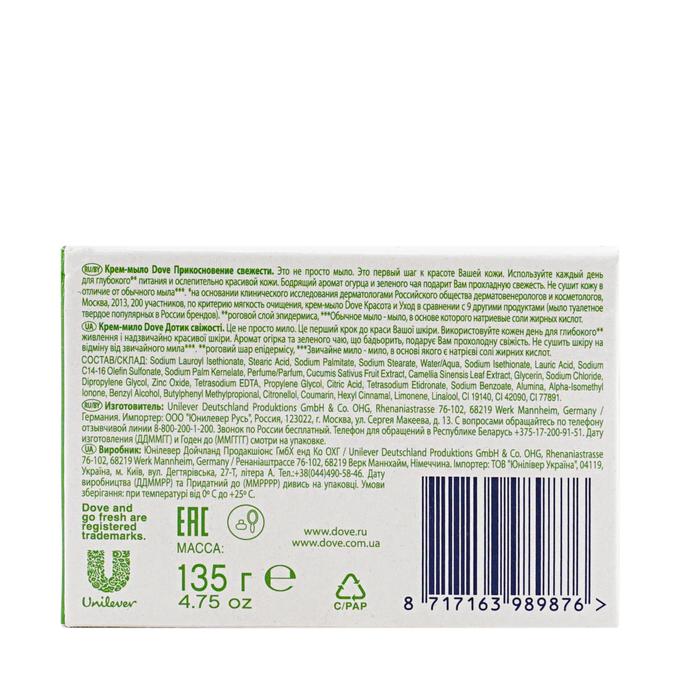 RU/BY Крем-мыло Dove Прикосновение свежести. Это не просто мыло. Это первый шаг к красоте Вашей кожи. Используйте каждый день
для глубокого** питания и ослепительно красивой кожи. Бодрящий аромат огурца и зеленого чая подарит Вам прохладную свежесть. Не сушит кожу в
отличие от обычного мыла***. *на основании клинического исследования дерматологами Российского общества дерматовенерологов и косметологов,
Москва, 2013, 200 участников, по критерию мягкость очищения, крем-мыло Dove Красота и Уход в сравнении с 9 другими продуктами (мыло туалетное
твердое популярных в России брендов). **роговой слой эпидермиса, ***Обычное мыло - мыло, в основе которого натриевые соли жирных кислот.
UA Крем-мило Dove Дотик свіжості. Це не просто мило. Це перший крок до краси Вашої шкіри. Використовуйте кожен день для глибокого**
живлення і надзвичайно красивої шкіри. Аромат огірка та зеленого чаю, що бадьорить, подарує Вам прохолодну свіжість. Не сушить шкіру на
відміну від звичайного мила***. **роговий шар епідермісу, ***Звичайне мило - мило, в основі якого є натрієві солі жирних кислот.
СОСТАВ/СКЛАД: Sodium Lauroyl Isethionate, Stearic Acid, Sodium Palmitate, Sodium Stearate, Water/Aqua, Sodium Isethionate, Lauric Acid, Sodium
C14-16 Olefin Sulfonate, Sodium Palm Kernelate, Perfume/Parfum, Cucumis Sativus Fruit Extract, Camellia Sinensis Leaf Extract, Glycerin, Sodium Chloride,
Dipropylene Glycol, Zinc Oxide, Tetrasodium EDTA, Propylene Glycol, Citric Acid, Tetrasodium Etidronate, Sodium Benzoate, Alumina, Alpha-Isomethyl
Ionone, Benzyl Alcohol, Butylphenyl Methylpropional, Citronellol, Coumarin, Hexyl Cinnamal, Limonene, Linalool, CI 19140, CI 42090, CI 77891.
RU/BY Изготовитель: Unilever Deutschland Produktions GmbH & Co. OHG, Rhenaniastrasse 76-102, 68219 Werk Mannheim, Germany /
Германия. Импортер: ООО "Юнилевер Русь", Россия, 123022, г. Москва, ул. Сергея Макеева, д. 13. С вопросами обращайтесь по телефону
отзывчивой линии 8-800-200-1-200. Звонок по России бесплатный. Телефон для обращений в Республике Беларусь +375-17-200-91-51. Дату
изготовления (ДДММГГ) и Годен до (ММГГГГ) смотри на упаковке.
UA Виробник: Юнілевер Дойчланд Продакшіонс ГмбХ енд Ко ОХГ / Unilever Deutschland Produktions GmbH & Co. OHG, Rhenaniastrasse
76-102, 68219 Werk Mannheim, Germany / Ренаніаштрассе 76-102, 68219 Верк Маннхайм, Німеччина. Імпортер: ТОВ "Юнілівер Україна", 04119,
Україна, м. Київ, вул. Дегтярівська, 27-Т, літера А, Тел.:+38(044)490-58-46. Дату
виробництва (ДДММРР) та Придатний до (ММРРРР) дивись на упаковці. Умови
зберігання: при температурі від 0º С до +25º С.
Dove and
go fresh are
registered
trademarks.
Unilever
EAC
МАССА:
135 г ℮
4.75 oz
www.dove.ru
www.dove.com.ua
C/PAP
8 717163 989876 >